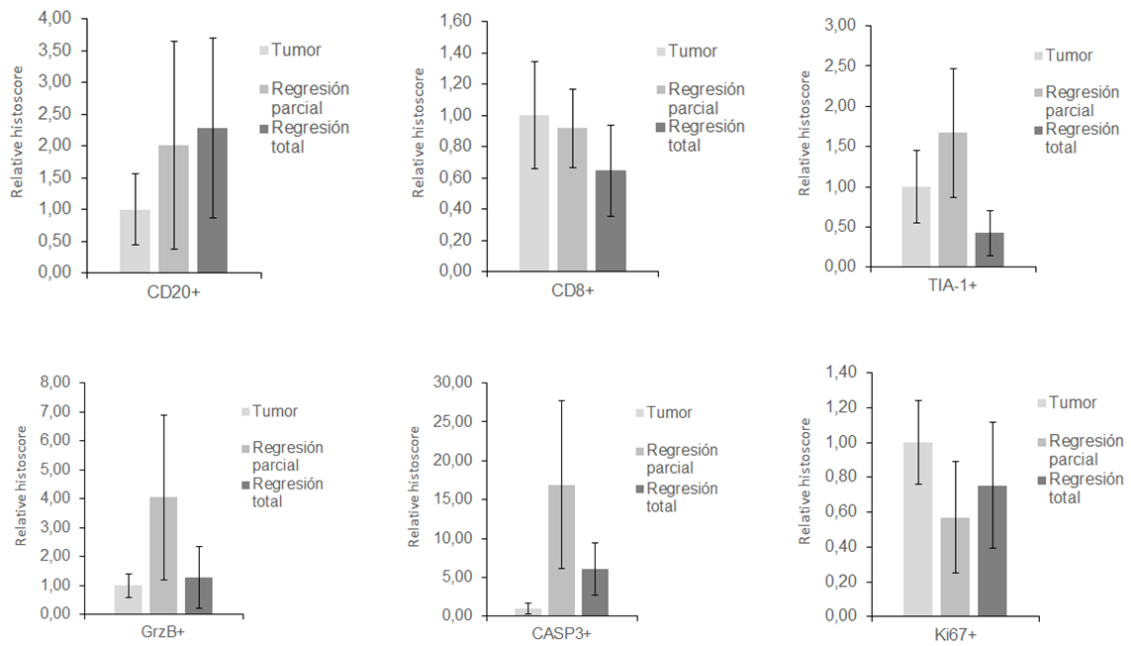 4,00
3,50
3,00
2,50
2,00
1,50
1,00
0,50
0,00
Relative histoscore
CD20+
Tumor
Regresión
parcial
Regresión
total
1,60
1,40
1,20
1,00
0,80
0,60
0,40
0,20
0,00
Relative histoscore
CD8+
Tumor
Regresión
parcial
Regresión
total
3,00
2,50
2,00
1,50
1,00
0,50
0,00
Relative histoscore
TIA-1+
Tumor
Regresión
parcial
Regresión
total
8,00
7,00
6,00
5,00
4,00
3,00
2,00
1,00
0,00
Relative histoscore
GrzB+
Tumor
Regresión
parcial
Regresión
total
30,00
25,00
20,00
15,00
10,00
5,00
0,00
Relative histoscore
CASP3+
Tumor
Regresión
parcial
Regresión
total
1,40
1,20
1,00
0,80
0,60
0,40
0,20
0,00
Relative histoscore
Ki67+
Tumor
Regresión
parcial
Regresión
total